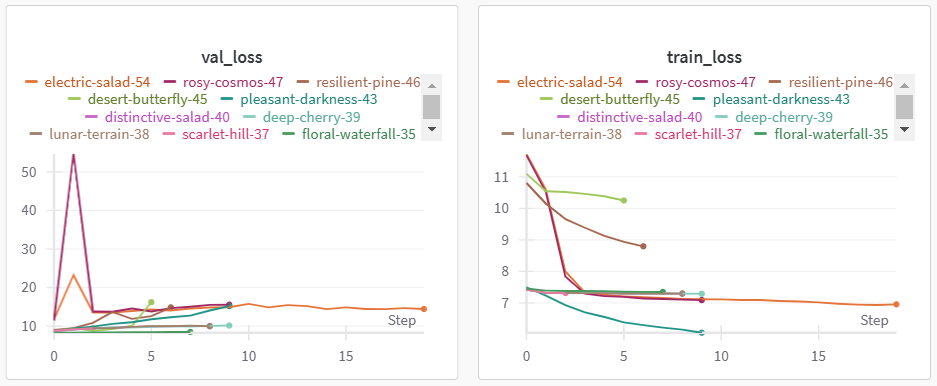 val_loss
electric-salad-54 rosy-cosmos-47 resilient-pine-46
desert-butterfly-45 pleasant-darkness-43
distinctive-salad-40 deep-cherry-39
lunar-terrain-38 scarlet-hill-37 floral-waterfall-35
50
40
30
20
10
Step
0 5 10 15
train_loss
electric-salad-54 rosy-cosmos-47 resilient-pine-46
desert-butterfly-45 pleasant-darkness-43
distinctive-salad-40 deep-cherry-39
lunar-terrain-38 scarlet-hill-37 floral-waterfall-35
11
10
9
8
7
Step
0 5 10 15